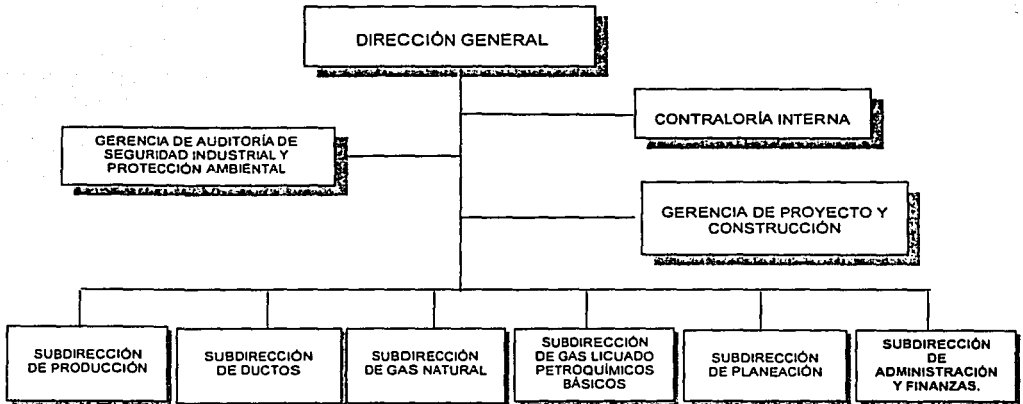 DIRECCIÓN GENERAL
CONTRALORÍA INTERNA
GERENCIA DE AUDITORÍA DE
SEGURIDAD INDUSTRIAL Y
PROTECCIÓN AMBIENTAL
GERENCIA DE PROYECTO Y
CONSTRUCCIÓN
SUBDIRECCIÓN
DE PRODUCCIÓN
SUBDIRECCIÓN
DE DUCTOS
SUBDIRECCIÓN
DE GAS NATURAL
SUBDIRECCIÓN
DE GAS LICUADO
PETROQUÍMICOS
BÁSICOS
SUBDIRECCIÓN
DE PLANEACIÓN
SUBDIRECCIÓN
DE
ADMINISTRACIÓN
Y FINANZAS.